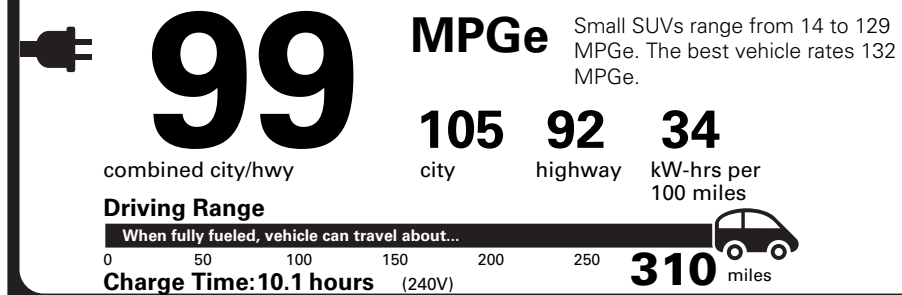 99
MPGe
Small SUVs range from 14 to 129
MPGe. The best vehicle rates 132
MPGe.
105 92 34
combined city/hwy
city highway kW-hrs per
100 miles
Driving Range
When fully fueled, vehicle can travel about...
0 50 100 150 200 250 310 miles
Charge Time:10.1 hours (240V)